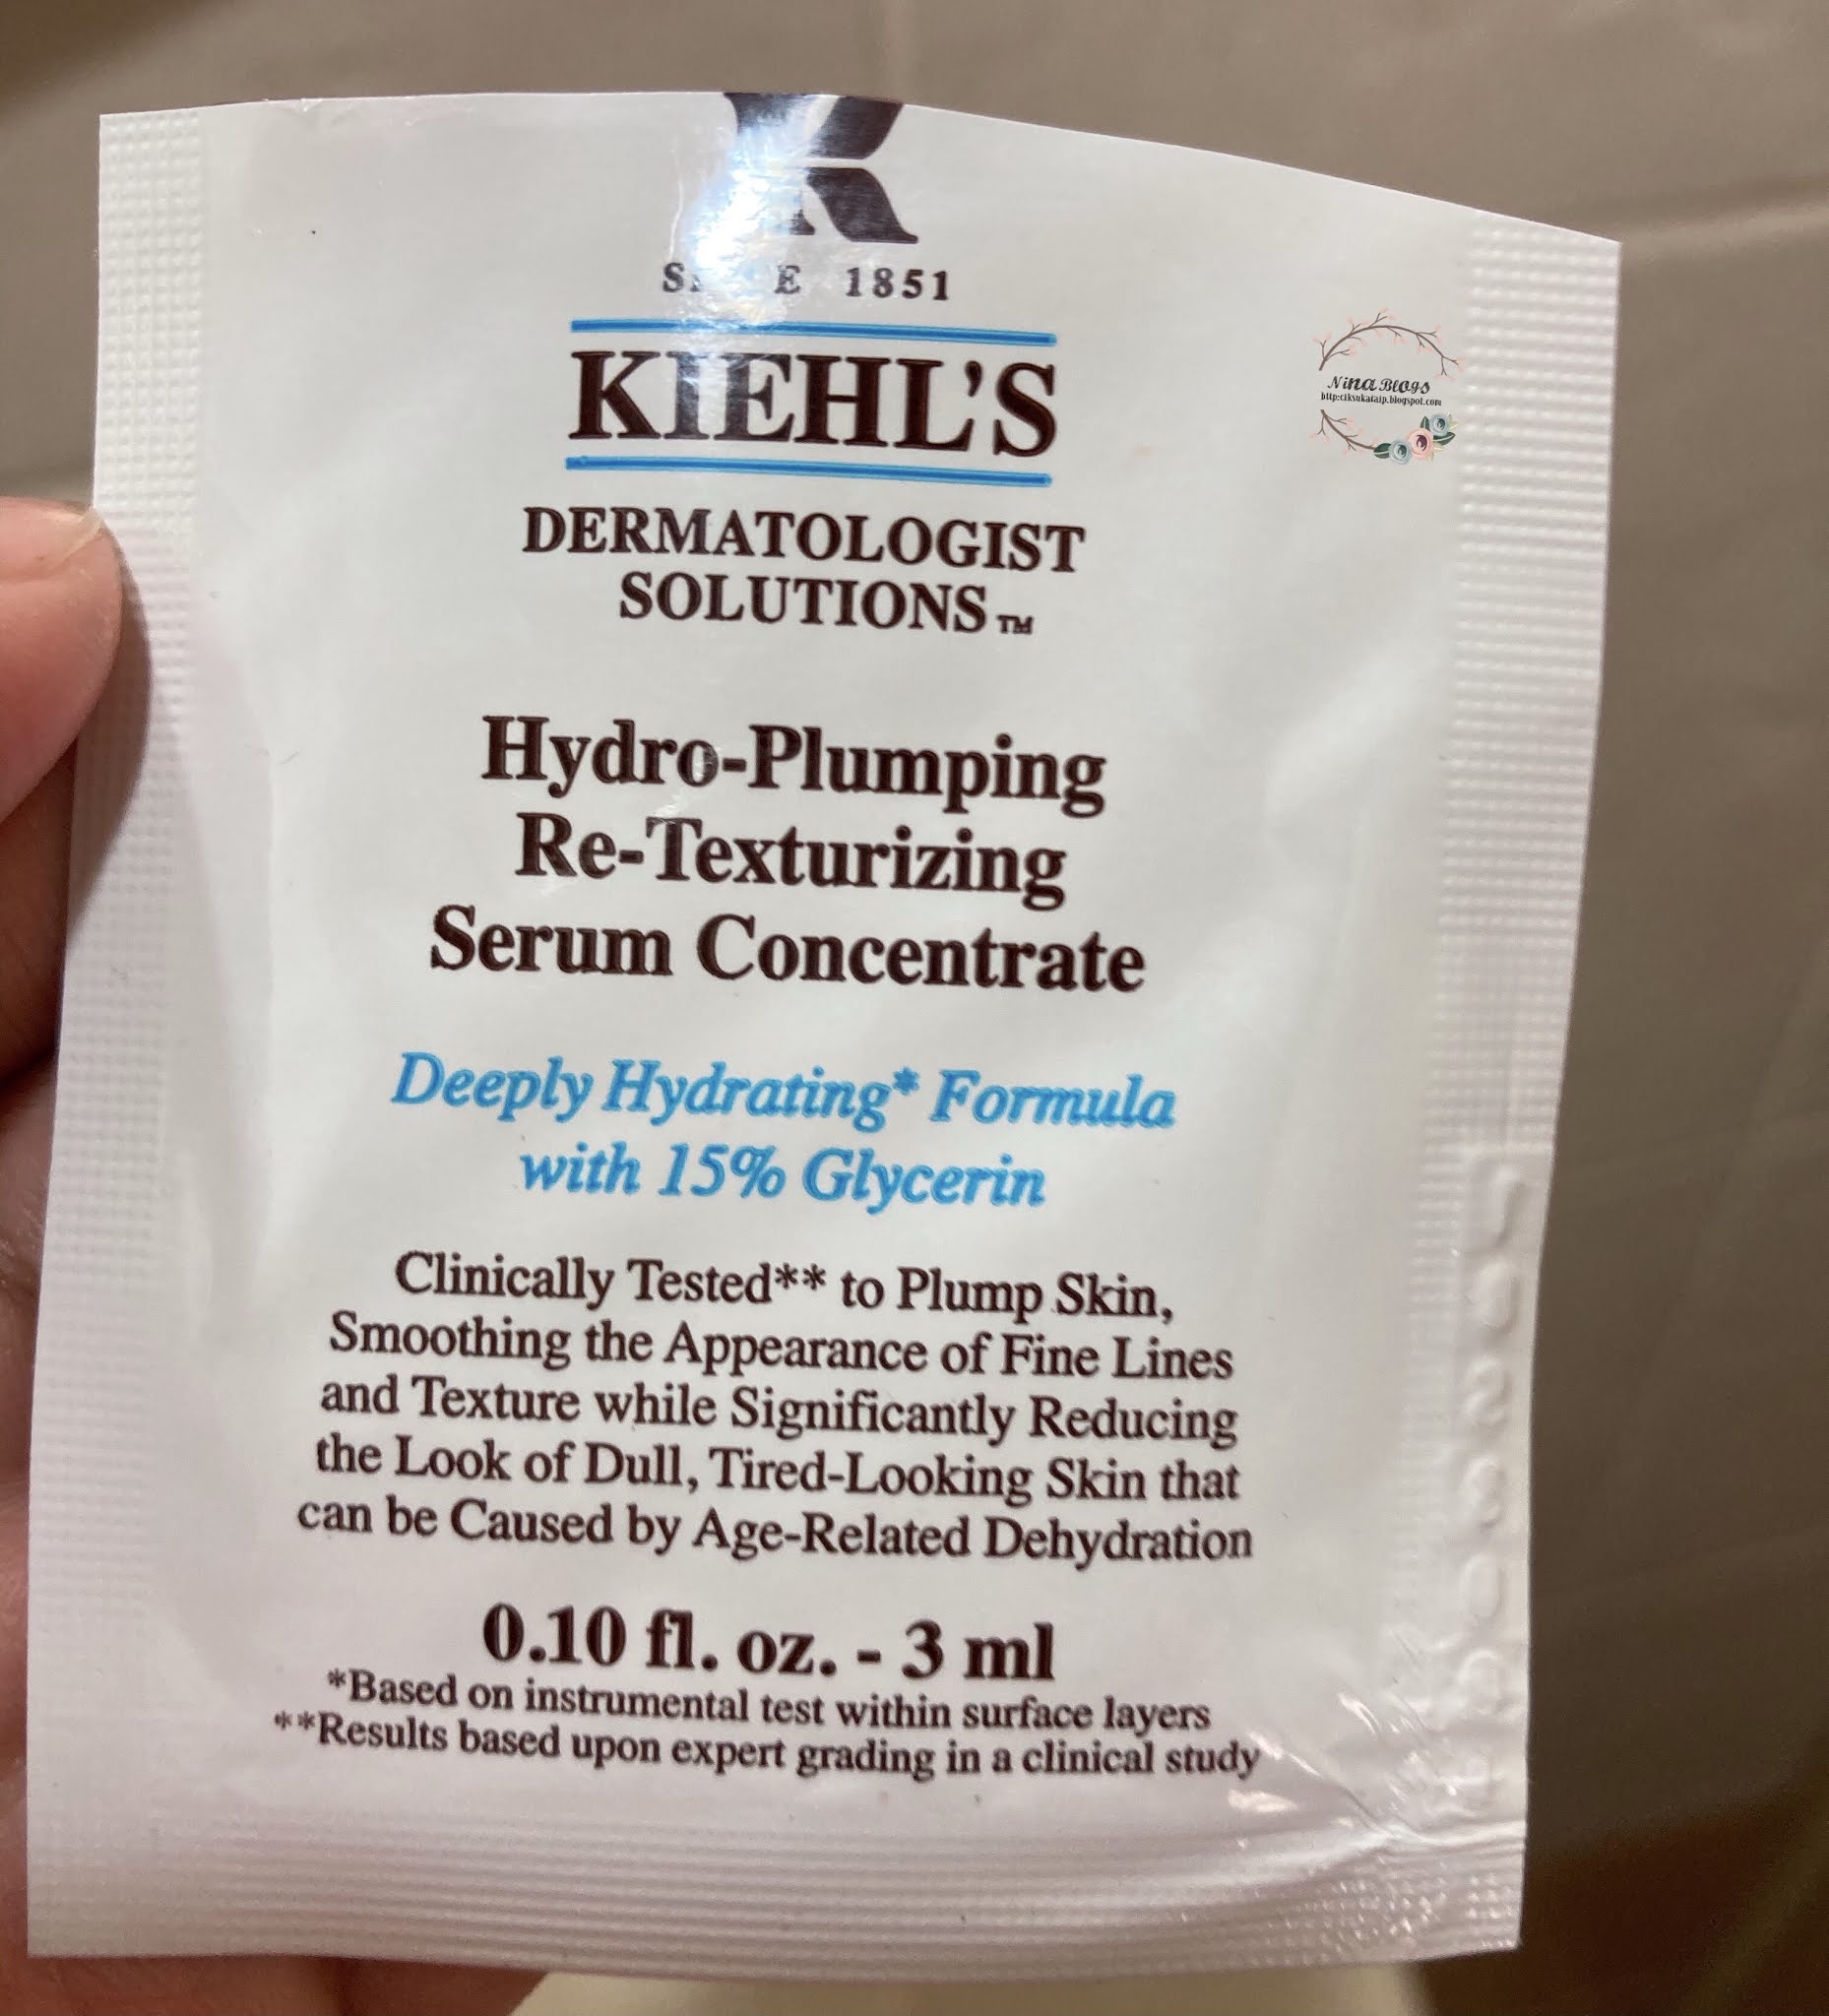 K
1851
KIEHL'S
DERMATOLOGIST
SOLUTIONS TM
Hydro-Plumping
Re-Texturizing
Serum Concentrate
Deeply Hydrating* Formula
with 15% Glycerin
Clinically Tested** to Plump Skin,
Smoothing the Appearance of Fine Lines
and Texture while Significantly Reducing
the Look of Dull, Tired-Looking Skin that
can be Caused by Age-Related Dehydration
0.10 fl. oz. - 3 ml
*Based on instrumental test within surface layers
**Results based upon expert grading in a clinical study
Nina Blogs